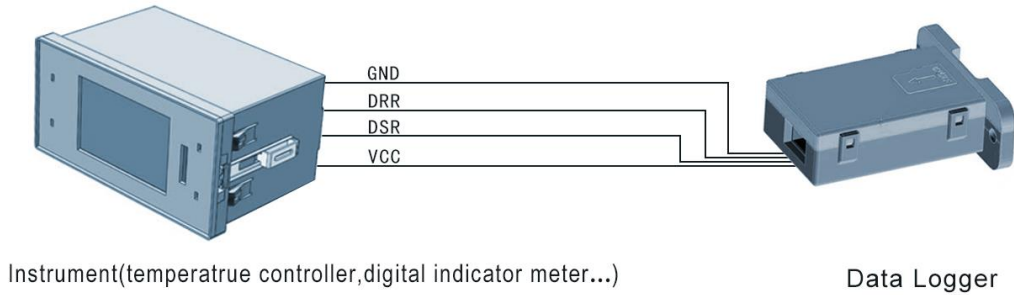 GND
DRR
DSR
VCC
Instrument(temperatrue controller,digital indicator meter...)
Data Logger